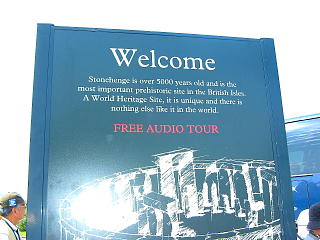 Welcome
Stonehenge is over 5000 years old and is the
most important prehistoric site in the British Isles.
A World Heritage Site, it is unique and there is
nothing else like it in the world.
FREE AUDIO TOUR